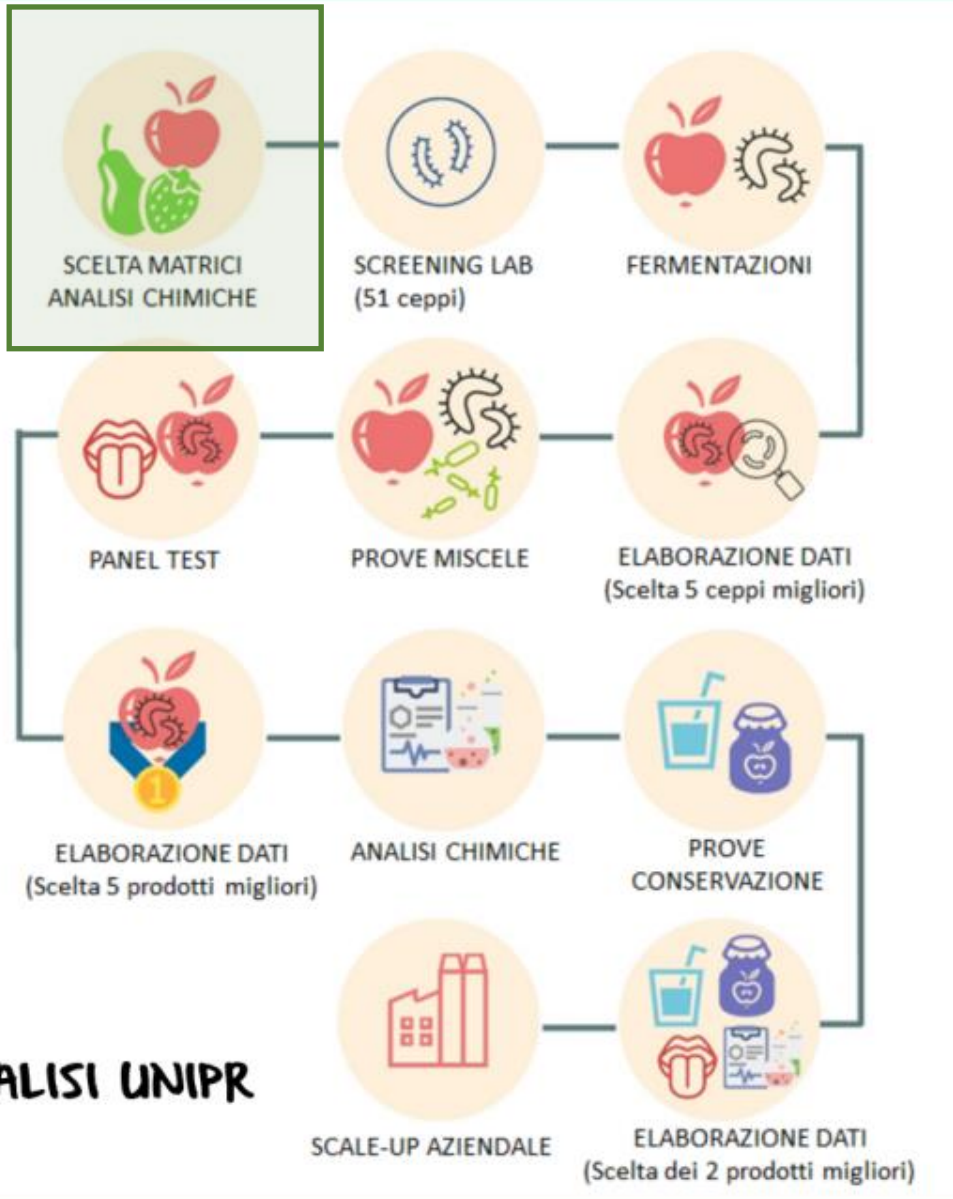 SCELTA MATRICI
ANALISI CHIMICHE
SCREENING LAB
(51 ceppi)
FERMENTAZIONI
PANEL TEST
PROVE MISCELE
ELABORAZIONE DATI
(Scelta 5 ceppi migliori)
1
ELABORAZIONE DATI
(Scelta 5 prodotti migliori)
ANALISI CHIMICHE
PROVE
CONSERVAZIONE
ALISI UNIPR
SCALE-UP AZIENDALE
ELABORAZIONE DATI
(Scelta dei 2 prodotti migliori)